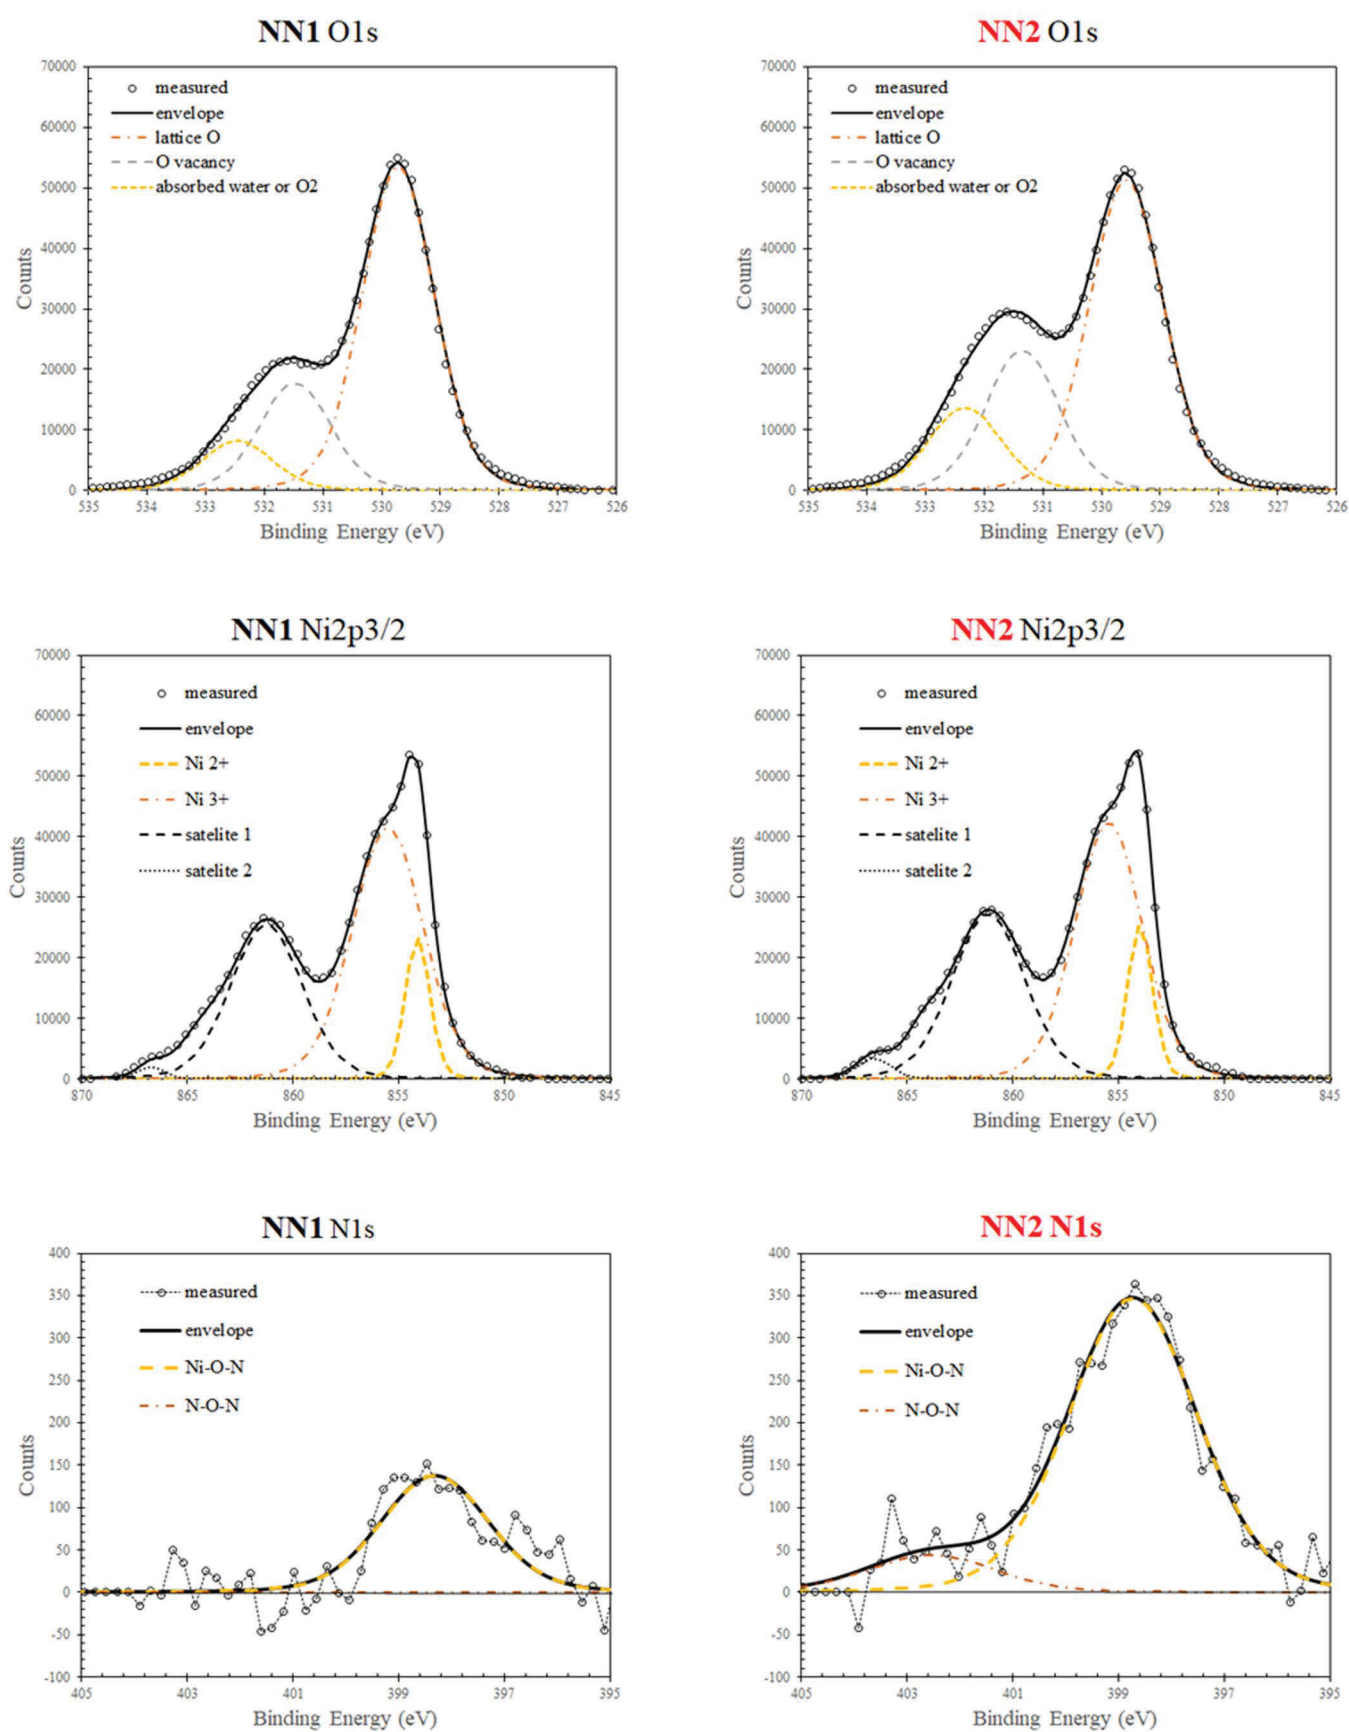 NN1 O1s
70000
60000
50000
40000
30000
20000
10000
0
Counts
measured
envelope
lattice O
O vacancy
absorbed water or O2
535 534 533 532 531 530 529 528 527 526
Binding Energy (eV)
NN2 O1s
70000
60000
50000
40000
30000
20000
10000
0
Counts
measured
envelope
lattice O
O vacancy
absorbed water or O2
535 534 533 532 531 530 529 528 527 526
Binding Energy (eV)
NN1 Ni2p3/2
70000
60000
50000
40000
30000
20000
10000
0
Counts
measured
envelope
Ni 2+
Ni 3+
satelite 1
satelite 2
870 865 860 855 850 845
Binding Energy (eV)
NN2 Ni2p3/2
70000
60000
50000
40000
30000
20000
10000
0
Counts
measured
envelope
Ni 2+
Ni 3+
satelite 1
satelite 2
870 865 860 855 850 845
Binding Energy (eV)
NN1 N1s
400
350
300
250
200
150
100
50
0
-50
-100
Counts
measured
envelope
Ni-O-N
N-O-N
405 403 401 399 397 395
Binding Energy (eV)
NN2 N1s
400
350
300
250
200
150
100
50
0
-50
-100
Counts
measured
envelope
Ni-O-N
N-O-N
405 403 401 399 397 395
Binding Energy (eV)